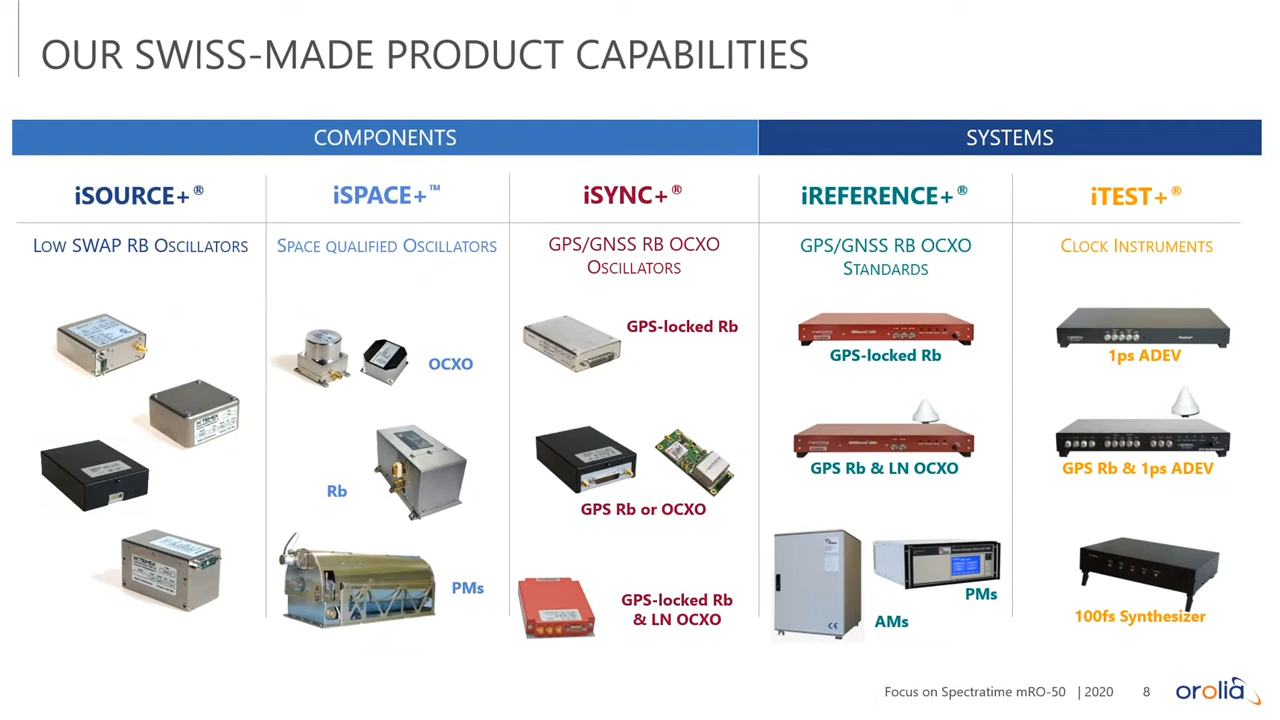 OUR SWISS-MADE PRODUCT CAPABILITIES
COMPONENTS
SYSTEMS
iSOURCE+®
iSPACE+™
iSYNC+®
iREFERENCE+®
iTEST+®
LOW SWAP RB OSCILLATORS
SPACE QUALIFIED OSCILLATORS
GPS/GNSS RB OCXO
OSCILLATORS
GPS/GNSS RB OCXO
STANDARDS
CLOCK INSTRUMENTS
OCXO
Rb
PMs
GPS-locked Rb
GPS Rb or OCXO
GPS-locked Rb
& LN OCXO
GPS-locked Rb
GPS Rb & LN OCXO
PMs
AMs
1ps ADEV
GPS Rb & 1ps ADEV
100fs Synthesizer
TEMEX
TEMEX
Focus on Spectratime mRO-50 | 2020
8
orolia